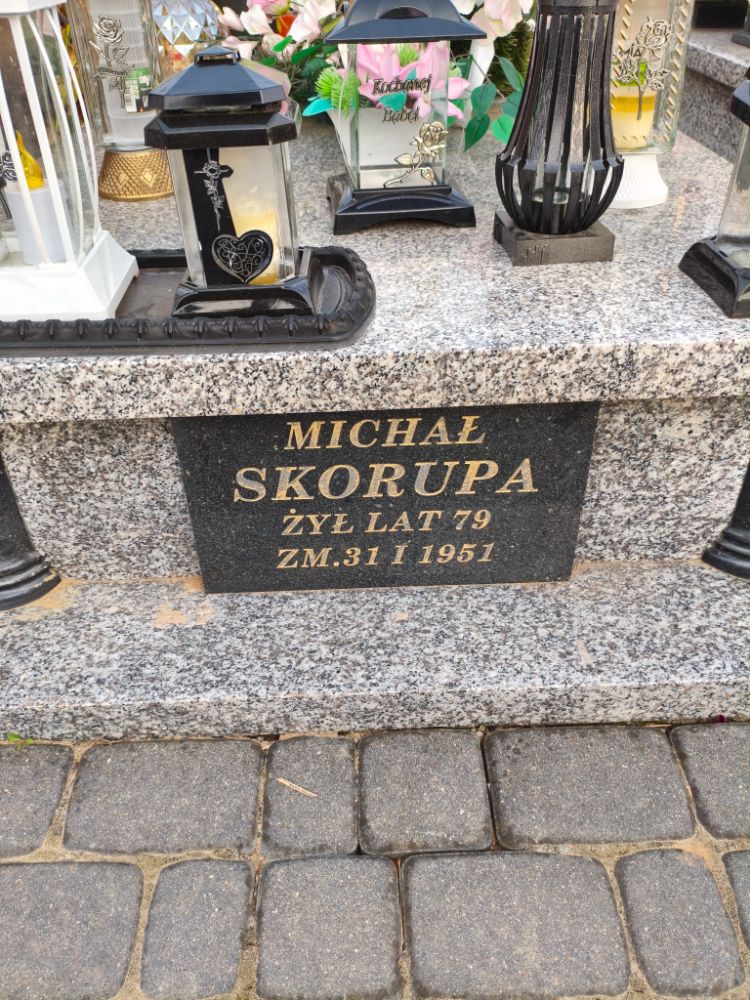 Kochanej
Babci
MICHAŁ
SKORUPA
ŻYŁ LAT 79
ZM.31 I 1951